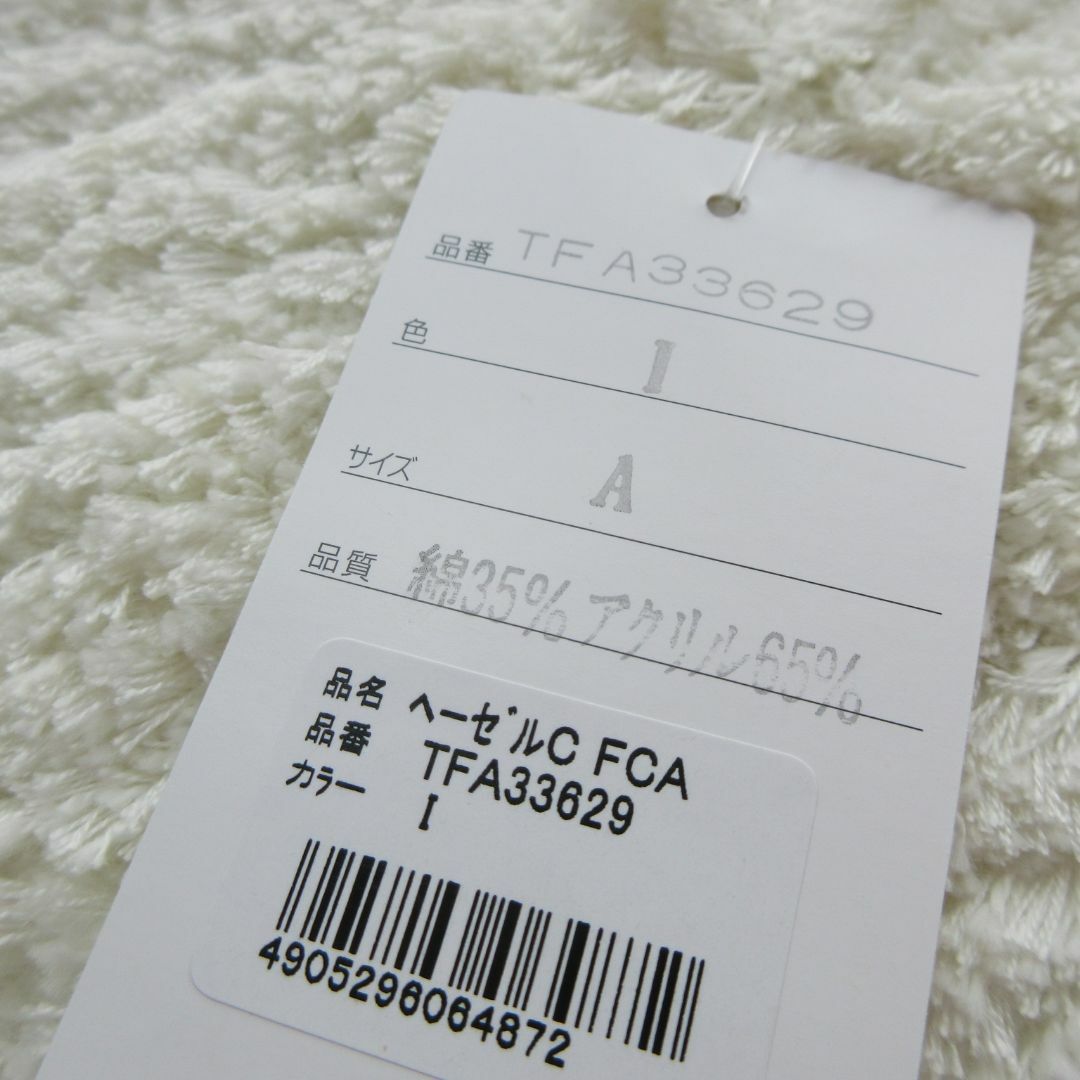 品番 TFA33629
色 I
サイズ A
品質 綿35% アクリル65%
品名 ヘーゼルC FCA
品番 TFA33629
カラー I
4905296064872